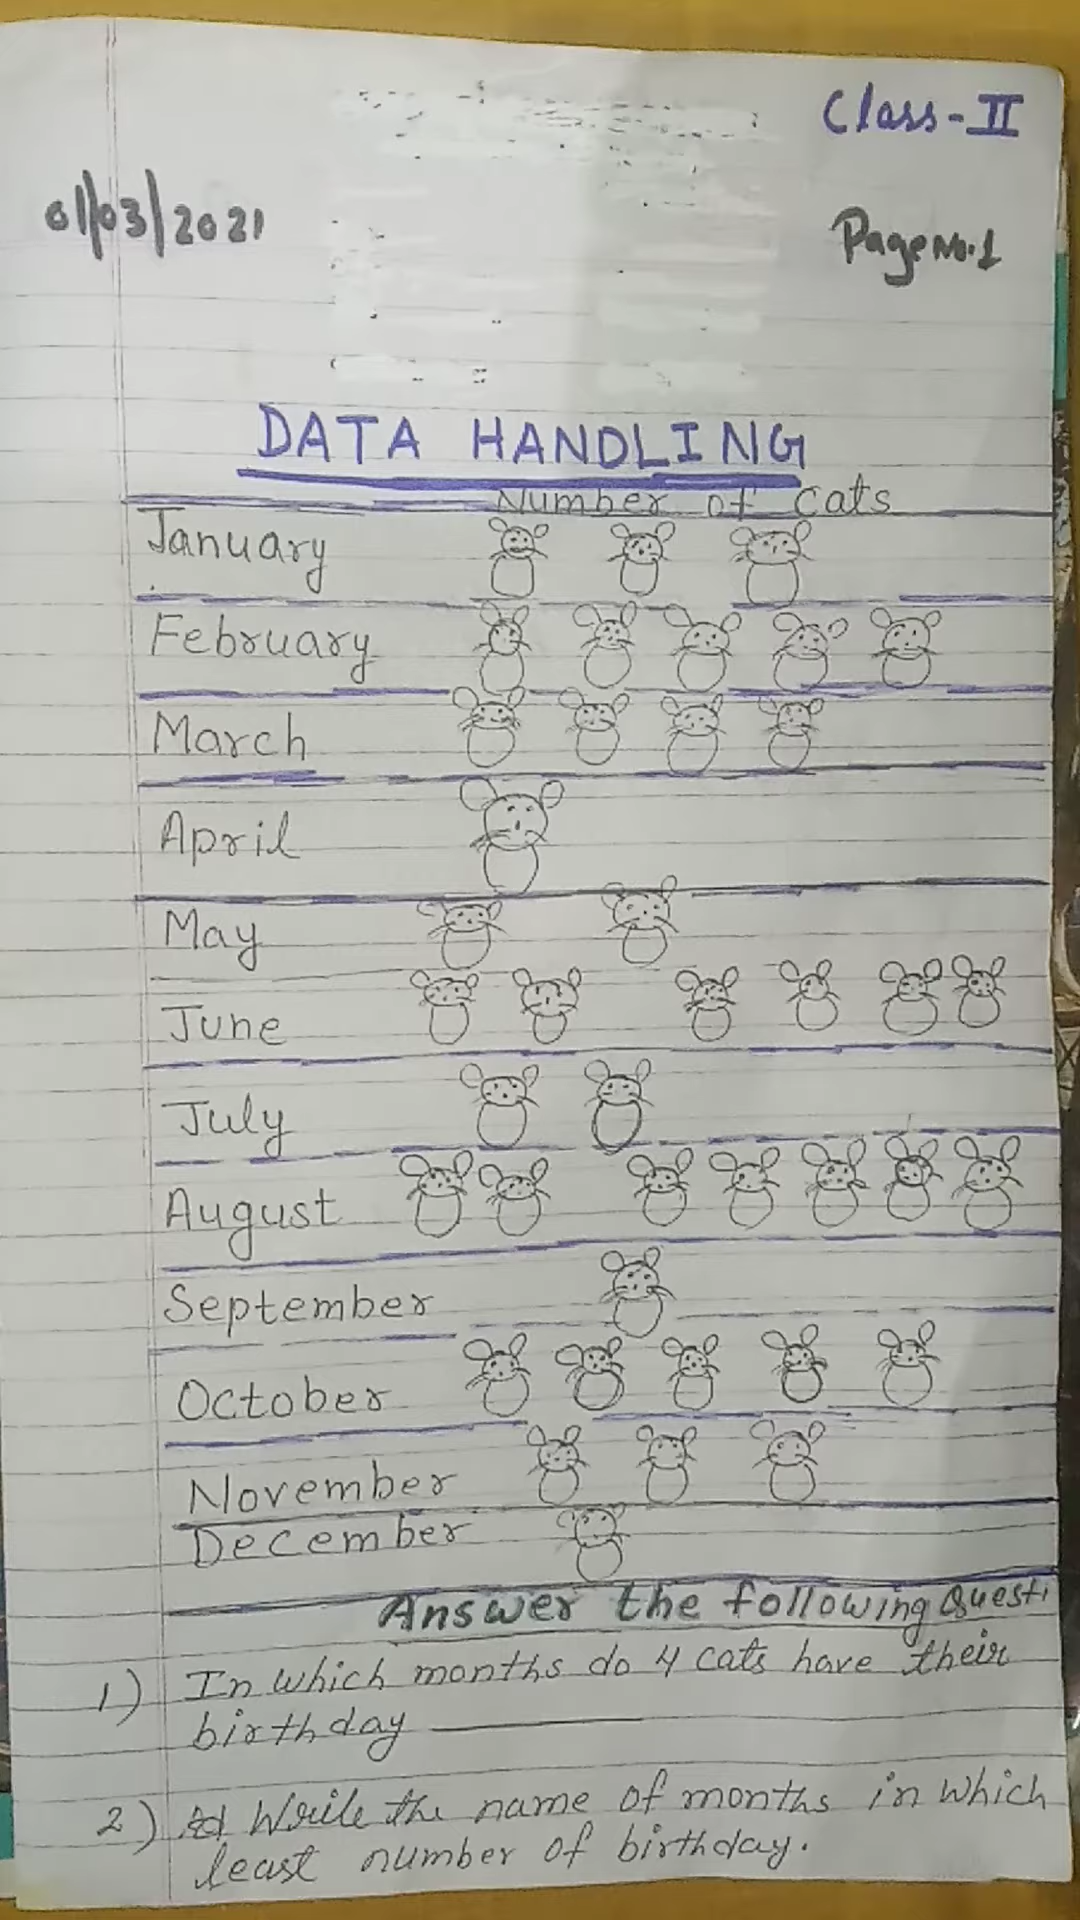 Class-II
01/03/2021
Page No.1
DATA HANDLING
Number of Cats
January
February
March
April
May
June
July
August
September
October
November
December
Answer the following Questi
1) In which months do 4 cats have their
birthday
2) Write the name of months in which
least number of birthday.